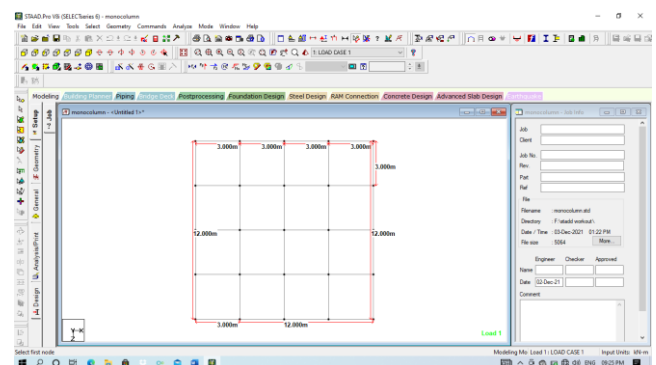 STAAD.Pro V8i (SELECTseries 6) - monocolumn
File Edit View Tools Select Geometry Commands Analyze Mode Window Help
1: LOAD CASE 1
Modeling Building Planner Piping Bridge Deck Postprocessing Foundation Design Steel Design RAM Connection Concrete Design Advanced Slab Design Earthquake
Setup
Geometry
General
Analysis/Print
Design
Job
monocolumn - <Untitled 1>*
3.000m 3.000m 3.000m 3.000m
3.000m
12.000m 12.000m
3.000m 12.000m
Y X
Z
Load 1
monocolumn - Job Info
Job
Client
Job No.
Rev.
Part
Ref
File
Filename : monocolumn.std
Directory : F:\stadd workout\
Date / Time : 03-Dec-2021 01:22 PM
File size : 5054 More...
Engineer Checker Approved
Name
Date 02-Dec-21
Comment
Select first node
Modeling Mo Load 1 : LOAD CASE 1 Input Units: kN-m
ENG 09:25 PM